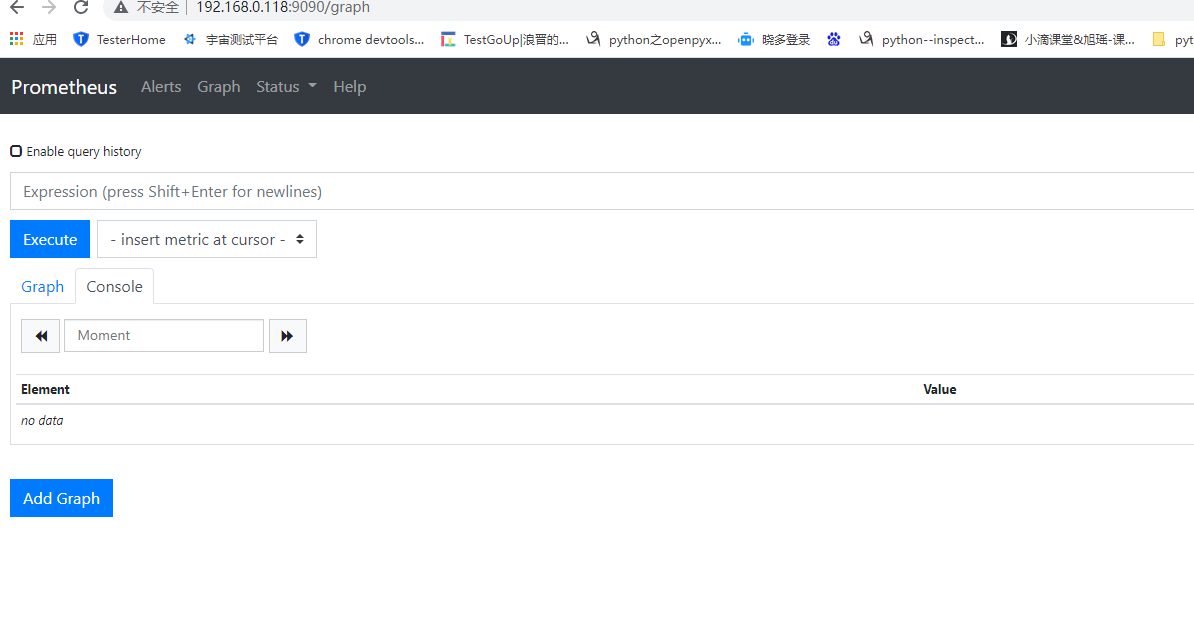 不安全 192.168.0.118:9090/graph
应用 TesterHome 宇宙测试平台 chrome devtools... TestGoUp|浪晋的... python之openpyx... 晓多登录 python--inspect... 小滴课堂&旭瑶-课... pyt
Prometheus Alerts Graph Status Help
Enable query history
Expression (press Shift+Enter for newlines)
Execute - insert metric at cursor -
Graph Console
Moment
Element Value
no data
Add Graph